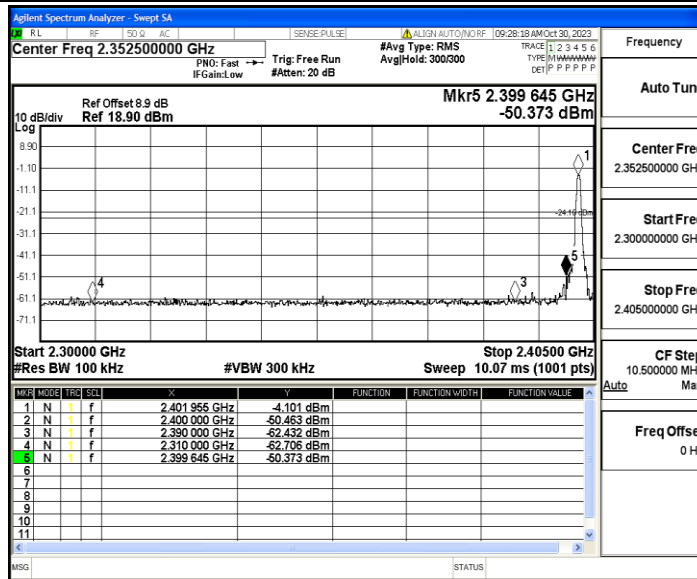 Agilent Spectrum Analyzer - Swept SA
RL RF 50 Ω AC SENSE:PULSE ALIGN AUTO/NO RF 09:28:18 AM Oct 30, 2023
Center Freq 2.352500000 GHz
#Avg Type: RMS
TRACE 1 2 3 4 5 6
PNO: Fast Trig: Free Run Avg|Hold: 300/300
TYPE M
IFGain:Low #Atten: 20 dB
DET P P P P P P
Ref Offset 8.9 dB
Mkr5 2.399 645 GHz
10 dB/div Ref 18.90 dBm
-50.373 dBm
Log
8.90
-1.10
-11.1
-21.1
-31.1
-41.1
-51.1
-61.1
-71.1
1
-24.10 dBm
5
4
3
Start 2.30000 GHz Stop 2.40500 GHz
#Res BW 100 kHz #VBW 300 kHz Sweep 10.07 ms (1001 pts)
MKR MODE TRC SCL X Y FUNCTION FUNCTION WIDTH FUNCTION VALUE
1 N 1 f 2.401 955 GHz -4.101 dBm
2 N 1 f 2.400 000 GHz -50.463 dBm
3 N 1 f 2.390 000 GHz -62.432 dBm
4 N 1 f 2.310 000 GHz -62.706 dBm
5 N 1 f 2.399 645 GHz -50.373 dBm
6
7
8
9
10
11
MSG STATUS
Frequency
Auto Tun
Center Fre
2.352500000 GH
Start Fre
2.300000000 GH
Stop Fre
2.405000000 GH
CF Step
10.500000 MH
Auto Ma
Freq Offse
0 H